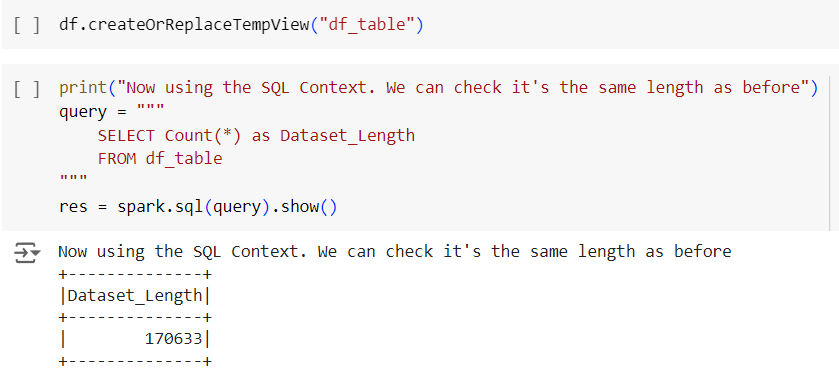 [ ] df.createOrReplaceTempView("df_table")
[ ] print("Now using the SQL Context. We can check it's the same length as before")
query = """
    SELECT Count(*) as Dataset_Length
    FROM df_table
"""
res = spark.sql(query).show()
Now using the SQL Context. We can check it's the same length as before
+--------------+
|Dataset_Length|
+--------------+
|        170633|
+--------------+